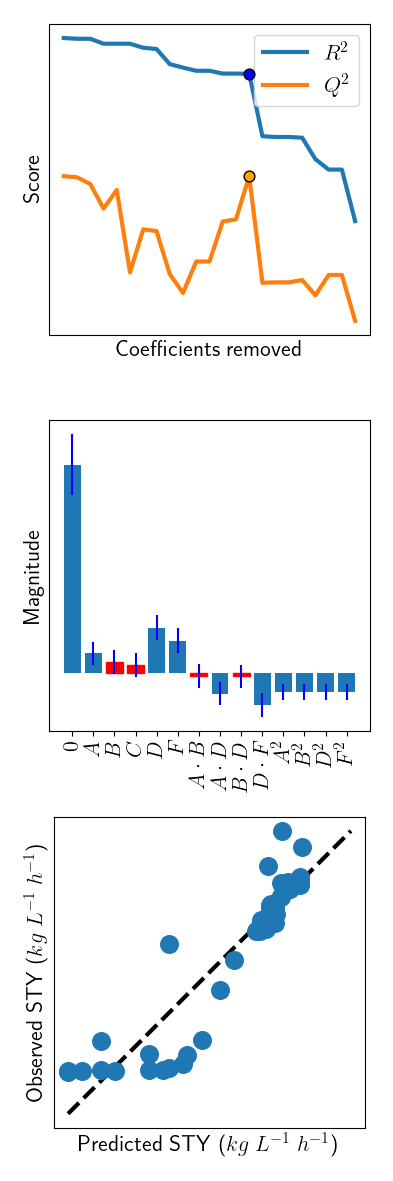 R²
Q²
Score
Coefficients removed
Magnitude
0
A
B
C
D
F
A · B
A · D
B · D
D · F
A²
B²
D²
F²
Observed STY (kg L⁻¹ h⁻¹)
Predicted STY (kg L⁻¹ h⁻¹)